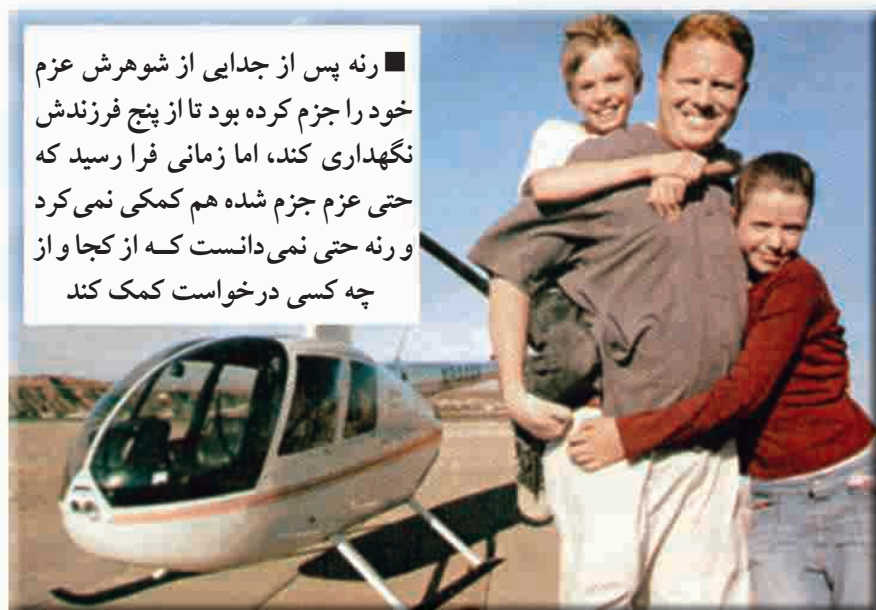 ■ رنه پس از جدایی از شوهرش عزم
خود را جزم کرده بود تا از پنج فرزندش
نگهداری کند، اما زمانی فرا رسید که
حتی عزم جزم شده هم کمکی نمی‌کرد
و رنه حتی نمی‌دانست کـه از کجا و از
چه کسی درخواست کمک کند